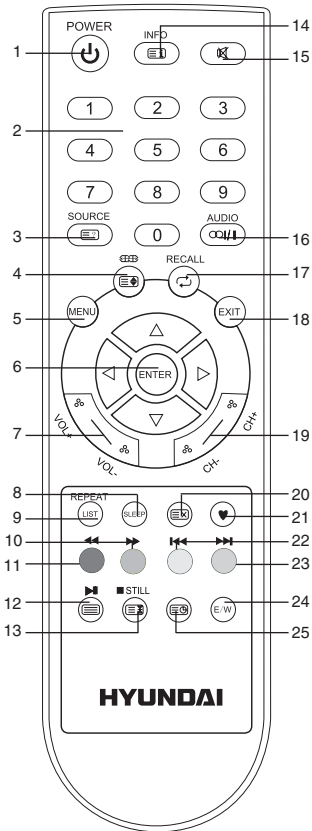 POWER
INFO
14
1
15
1 2 3
2
4 5 6
7 8 9
SOURCE
AUDIO
3
0
I/II
16
4
RECALL
17
5
MENU
EXIT
18
6
ENTER
7
VOL+
VOL-
CH+
CH-
19
8
20
REPEAT
9
LIST
SLEEP
21
10
22
11
23
12
STILL
13
24
E/W
25
HYUNDAI